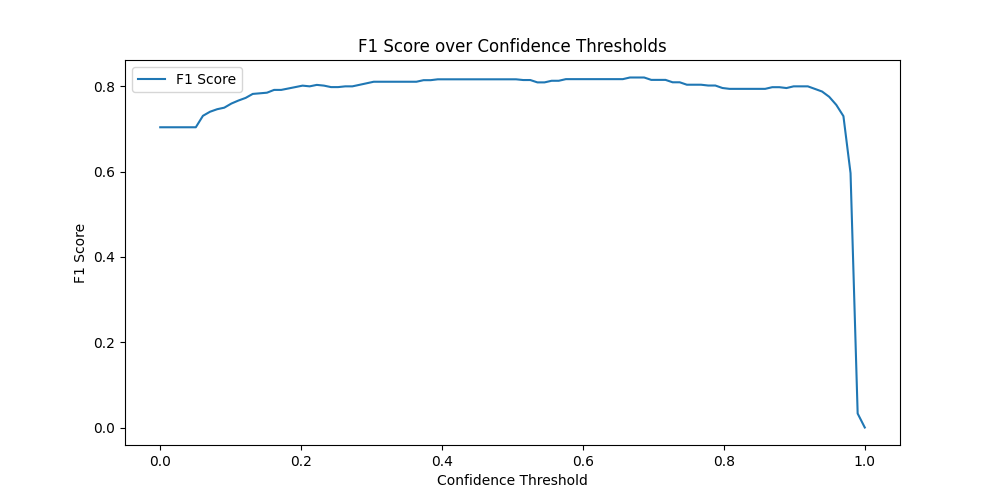 F1 Score over Confidence Thresholds
F1 Score
0.8
0.6
0.4
0.2
0.0
F1 Score
0.0 0.2 0.4 0.6 0.8 1.0
Confidence Threshold